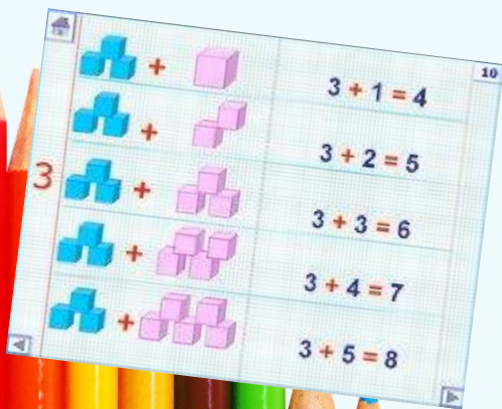 10
+ 3 + 1 = 4
+ 3 + 2 = 5
3 + 3 + 3 = 6
+ 3 + 4 = 7
+ 3 + 5 = 8